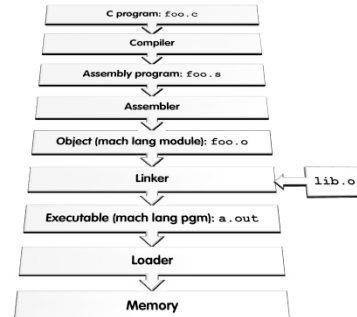 C program: foo.c
Compiler
Assembly program: foo.s
Assembler
Object (mach lang module): foo.o
Linker
lib.o
Executable (mach lang pgm): a.out
Loader
Memory